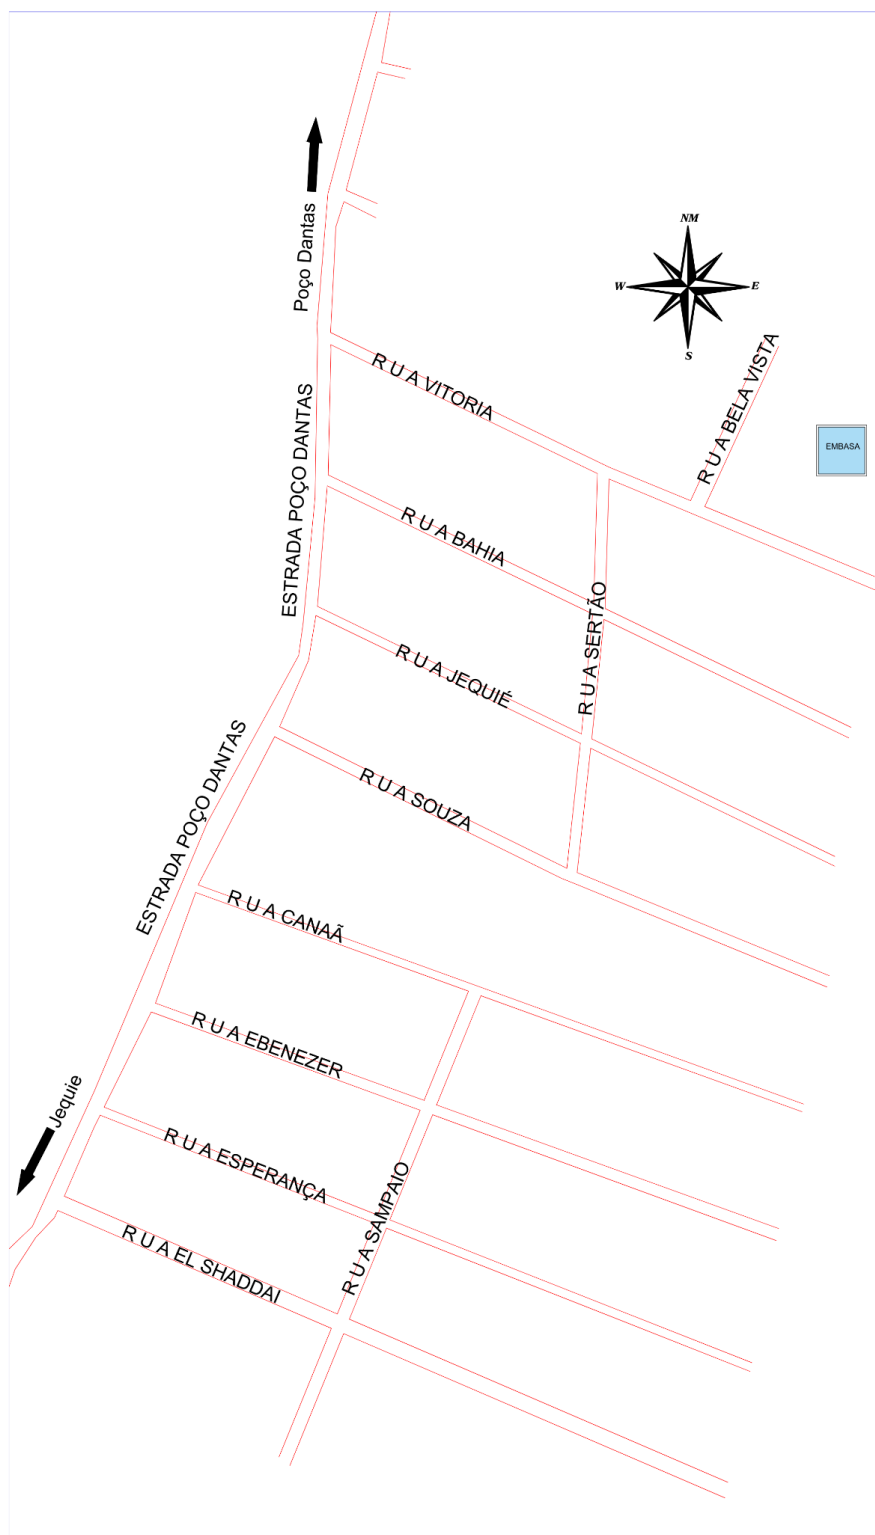 Poço Dantas
NM
W
E
S
R U A VITORIA
R U A BELA VISTA
EMBASA
ESTRADA POÇO DANTAS
R U A BAHIA
R U A SERTÃO
R U A JEQUIÉ
ESTRADA POÇO DANTAS
R U A SOUZA
R U A CANAÃ
R U A EBENEZER
Jequie
R U A ESPERANÇA
R U A SAMPAIO
R U A EL SHADDAI